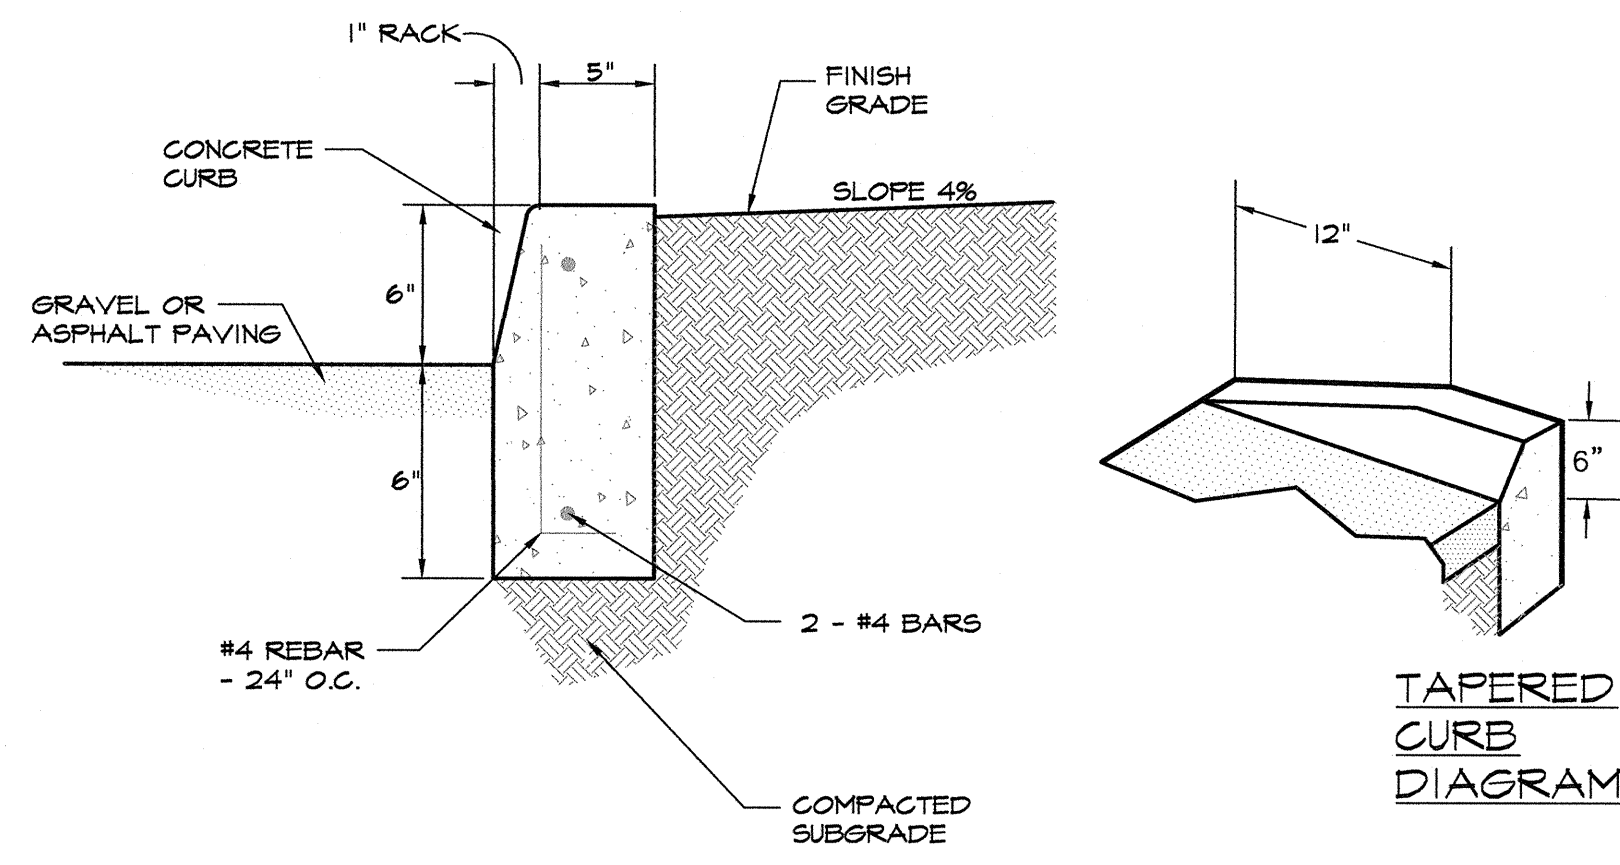 1" RACK
5"
FINISH
GRADE
CONCRETE
CURB
SLOPE 4%
12"
6"
GRAVEL OR
ASPHALT PAVING
6"
6"
2 - #4 BARS
#4 REBAR
- 24" O.C.
TAPERED
CURB
DIAGRAM
COMPACTED
SUBGRADE